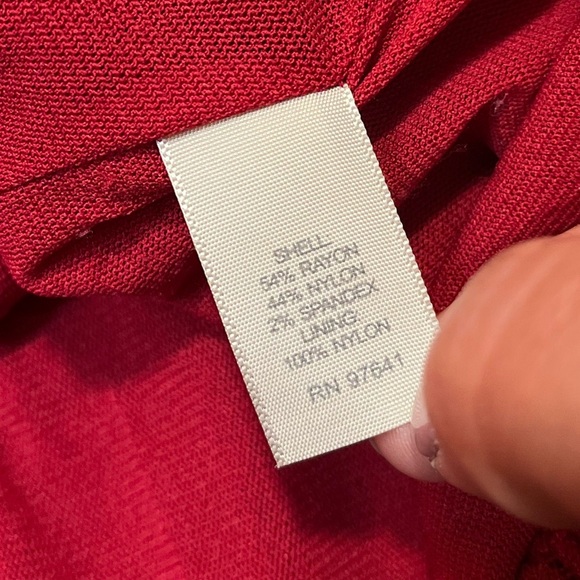 SHELL
54% RAYON
44% NYLON
2% SPANDEX
LINING
100% NYLON
RN 97641